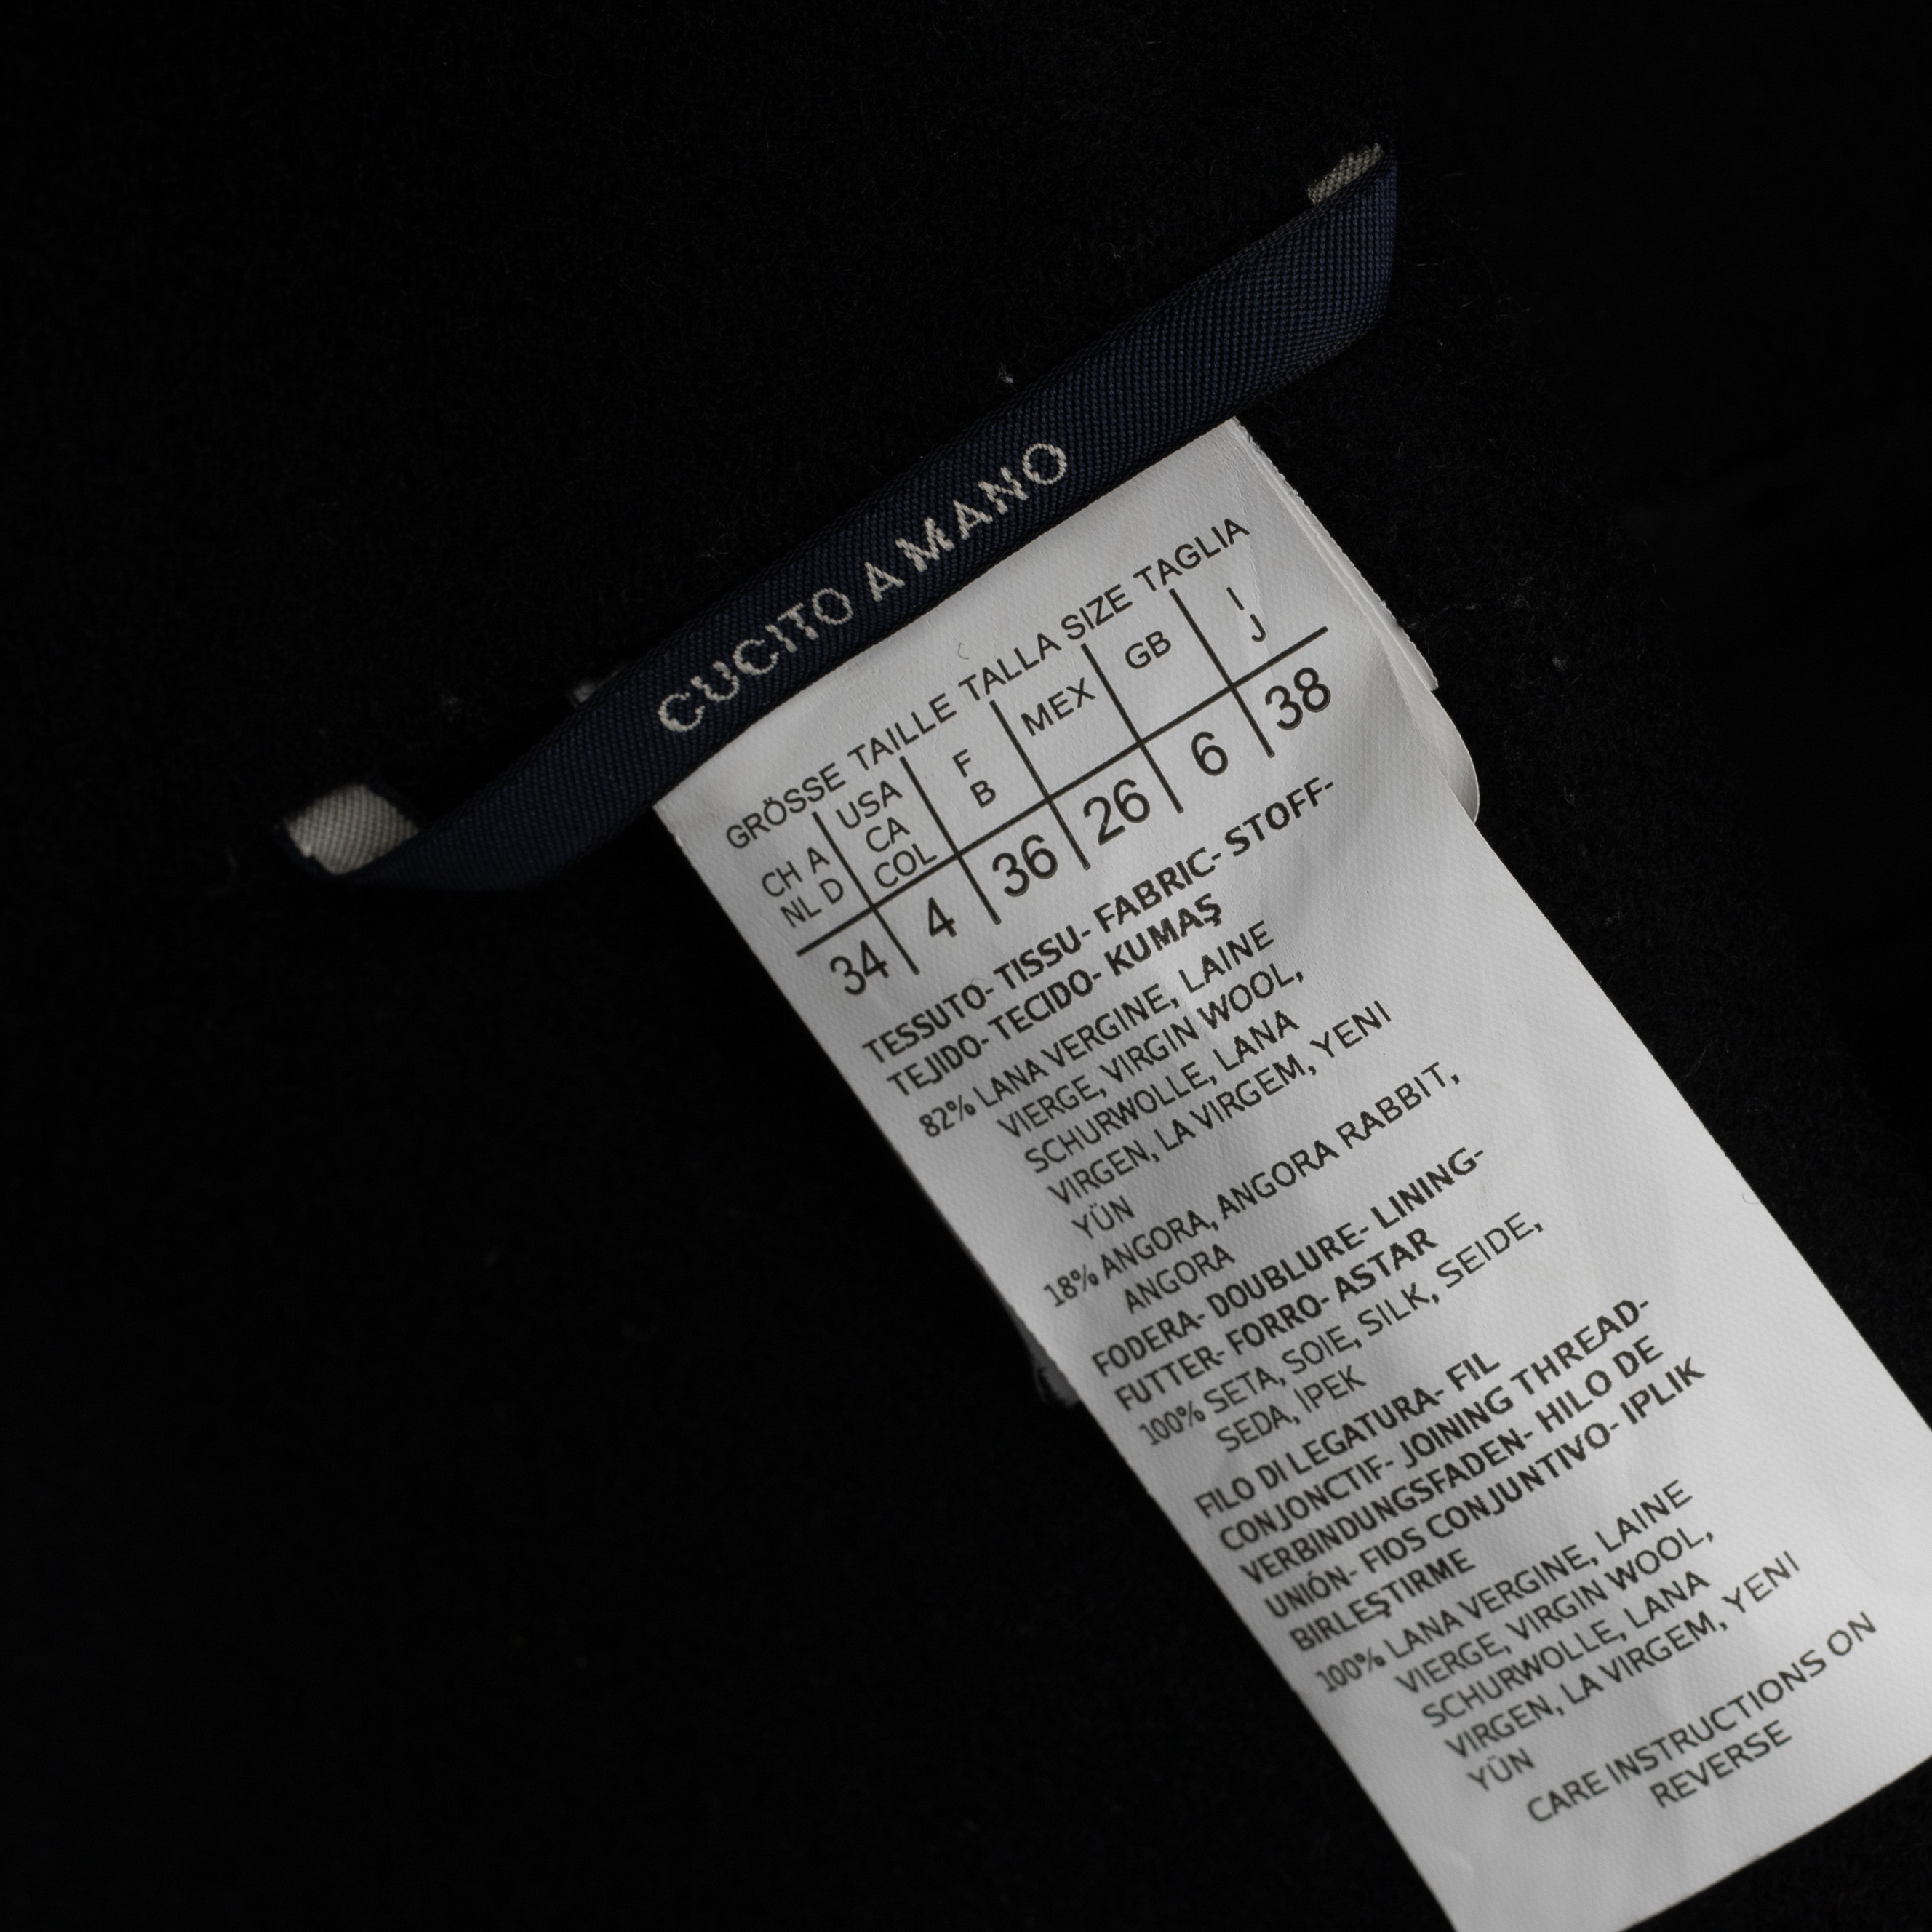 CUCITO A MANO
GRÖSSE TAILLE TALLA SIZE TAGLIA
CH A NL D | USA CA COL | F B | MEX | GB | I J
34 | 4 | 36 | 26 | 6 | 38
TESSUTO- TISSU- FABRIC- STOFF-
TEJIDO- TECIDO- KUMAŞ
82% LANA VERGINE, LAINE
VIERGE, VIRGIN WOOL,
SCHURWOLLE, LANA
VIRGEN, LA VIRGEM, YENI
YÜN
18% ANGORA, ANGORA RABBIT,
ANGORA
FODERA- DOUBLURE- LINING-
FUTTER- FORRO- ASTAR
100% SETA, SOIE, SILK, SEIDE,
SEDA, İPEK
FILO DI LEGATURA- FIL
CONJONCTIF- JOINING THREAD-
VERBINDUNGSFADEN- HILO DE
UNIÓN- FIOS CONJUNTIVO- IPLIK
BIRLEŞTIRME
100% LANA VERGINE, LAINE
VIERGE, VIRGIN WOOL,
SCHURWOLLE, LANA
VIRGEN, LA VIRGEM, YENI
YÜN
CARE INSTRUCTIONS ON
REVERSE